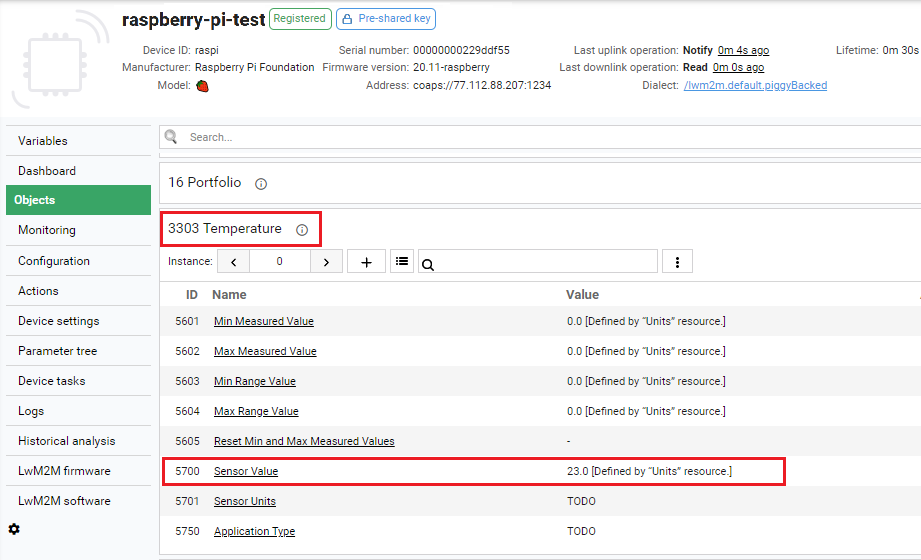 raspberry-pi-test Registered Pre-shared key
Device ID: raspi Serial number: 00000000229ddf55 Last uplink operation: Notify 0m 4s ago Lifetime: 0m 30s
Manufacturer: Raspberry Pi Foundation Firmware version: 20.11-raspberry Last downlink operation: Read 0m 0s ago
Model: Address: coaps://77.112.88.207:1234 Dialect: /lwm2m.default.piggyBacked
Variables
Dashboard
Objects
Monitoring
Configuration
Actions
Device settings
Parameter tree
Device tasks
Logs
Historical analysis
LwM2M firmware
LwM2M software
Search...
16 Portfolio
3303 Temperature
Instance: < 0 > +
ID Name Value
5601 Min Measured Value 0.0 [Defined by “Units” resource.]
5602 Max Measured Value 0.0 [Defined by “Units” resource.]
5603 Min Range Value 0.0 [Defined by “Units” resource.]
5604 Max Range Value 0.0 [Defined by “Units” resource.]
5605 Reset Min and Max Measured Values -
5700 Sensor Value 23.0 [Defined by “Units” resource.]
5701 Sensor Units TODO
5750 Application Type TODO